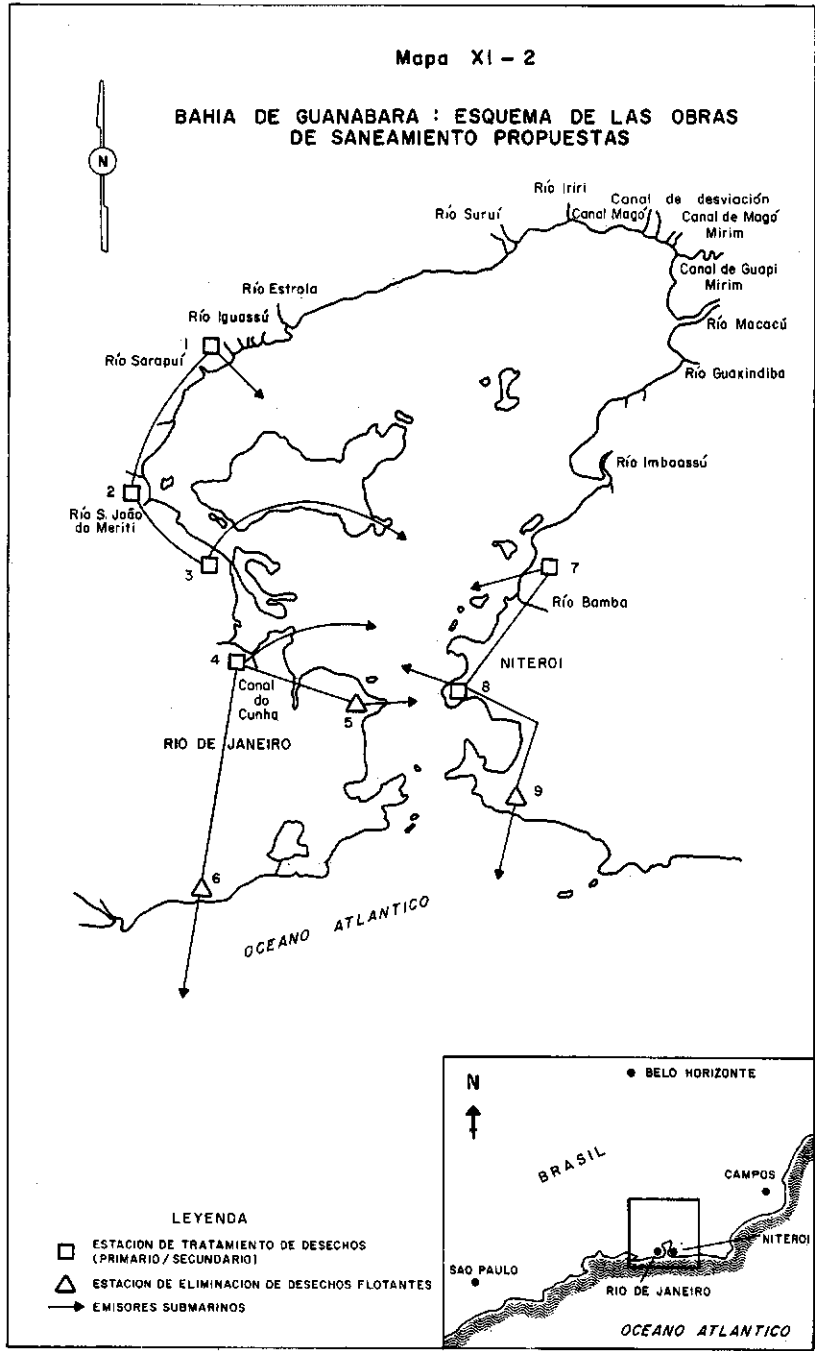 Mapa XI - 2
BAHIA DE GUANABARA : ESQUEMA DE LAS OBRAS
DE SANEAMIENTO PROPUESTAS
N
Río Iriri
Canal de desviación
Río Suruí
Canal Magó
Canal de Magó
Mirim
Canal de Guapi
Mirim
Río Estrola
Río Iguassú
Río Macacú
1
Río Sarapuí
Río Guaxindiba
Río Imboassú
2
Río S. João
do Meriti
3
7
Río Bamba
4
NITEROI
8
Canal
do
Cunha
5
RIO DE JANEIRO
9
6
OCEANO ATLANTICO
LEYENDA
ESTACION DE TRATAMIENTO DE DESECHOS
(PRIMARIO / SECUNDARIO)
ESTACION DE ELIMINACION DE DESECHOS FLOTANTES
EMISORES SUBMARINOS
N
BELO HORIZONTE
BRASIL
CAMPOS
NITEROI
SAO PAULO
RIO DE JANEIRO
OCEANO ATLANTICO